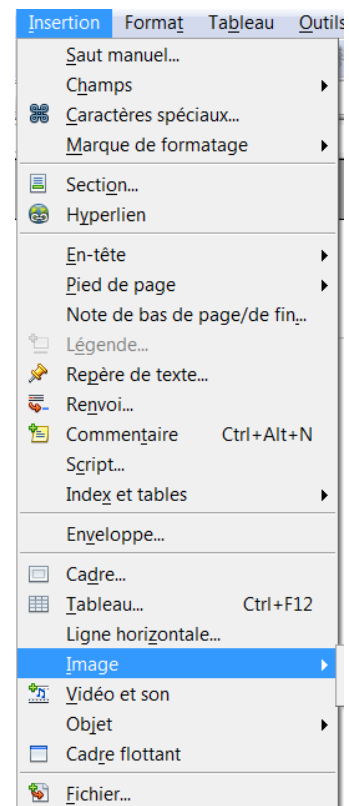 Insertion Format Tableau Outils
Saut manuel...
Champs
Caractères spéciaux...
Marque de formatage
Section...
Hyperlien
En-tête
Pied de page
Note de bas de page/de fin...
Légende...
Repère de texte...
Renvoi...
Commentaire Ctrl+Alt+N
Script...
Index et tables
Enveloppe...
Cadre...
Tableau... Ctrl+F12
Ligne horizontale...
Image
Vidéo et son
Objet
Cadre flottant
Fichier...